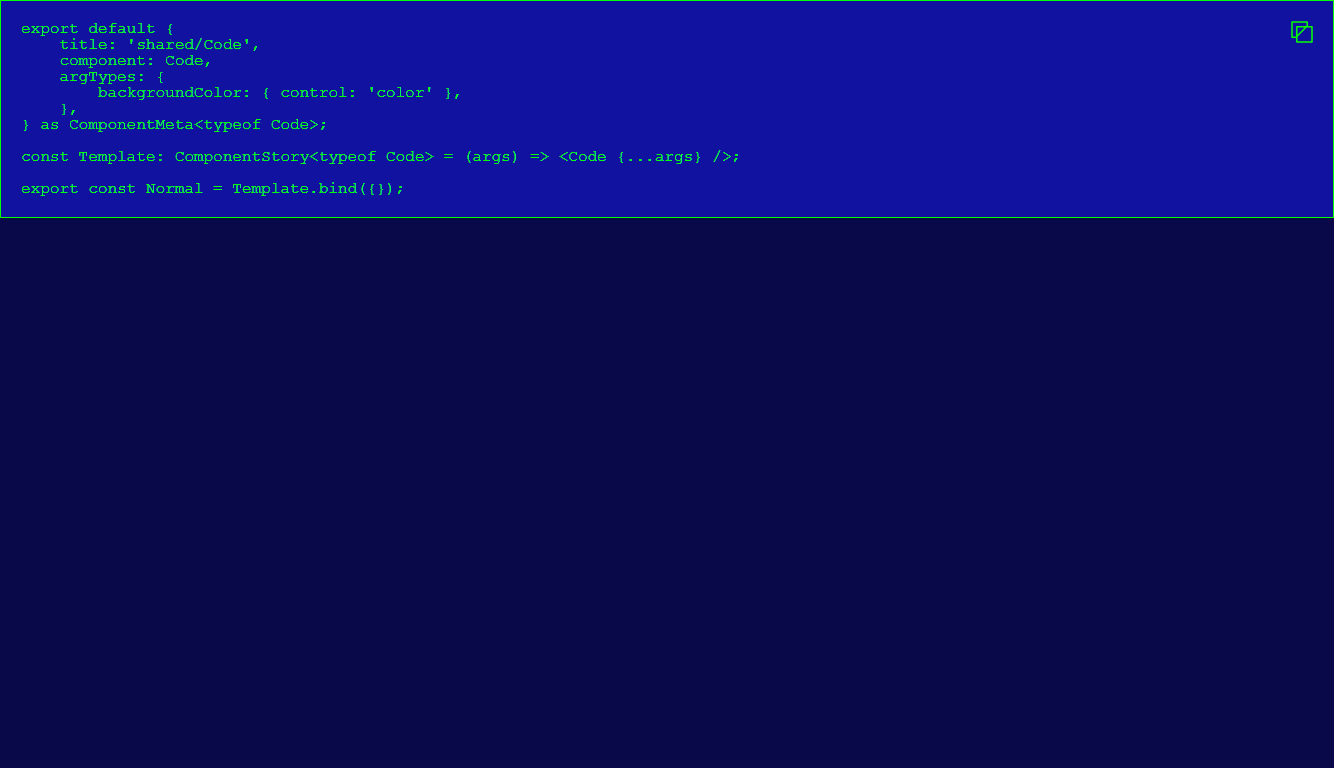 export default {
    title: 'shared/Code',
    component: Code,
    argTypes: {
        backgroundColor: { control: 'color' },
    },
} as ComponentMeta<typeof Code>;

const Template: ComponentStory<typeof Code> = (args) => <Code {...args} />;

export const Normal = Template.bind({});